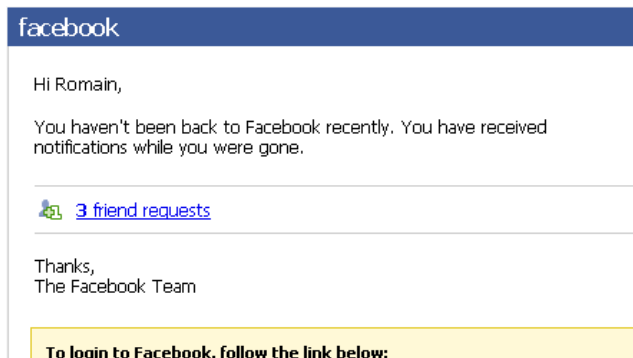 facebook
Hi Romain,
You haven't been back to Facebook recently. You have received
notifications while you were gone.
3 friend requests
Thanks,
The Facebook Team
To login to Facebook, follow the link below: